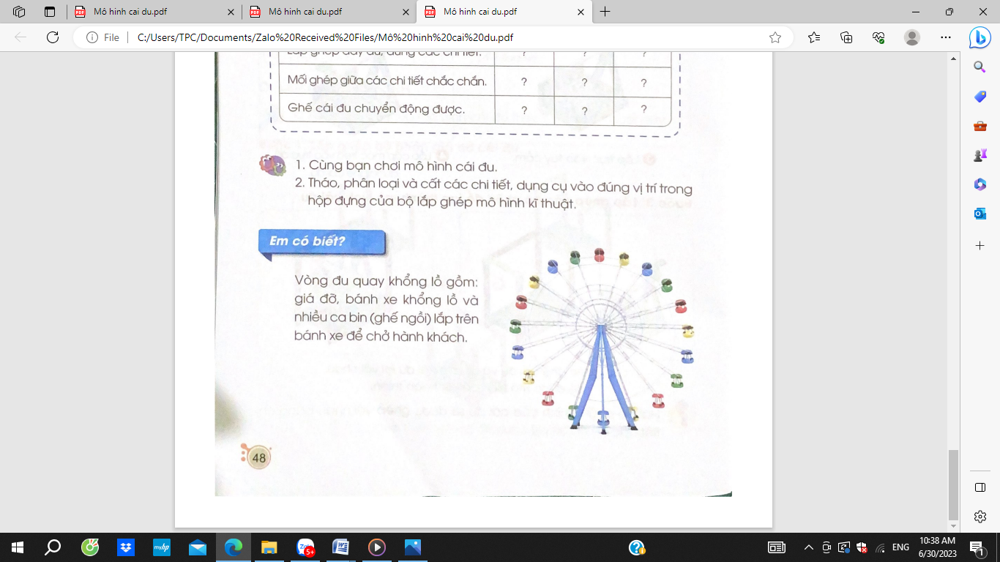 Mô hinh cai du.pdf
Mô hinh cai du.pdf
Mô hinh cai du.pdf
File
C:/Users/TPC/Documents/Zalo%20Received%20Files/Mô%20hinh%20cai%20du.pdf
Lắp ghép đầy đủ, đúng các chi tiết. ? ? ?
Mối ghép giữa các chi tiết chắc chắn. ? ? ?
Ghế cái đu chuyển động được. ? ? ?
1. Cùng bạn chơi mô hình cái đu.
2. Tháo, phân loại và cất các chi tiết, dụng cụ vào đúng vị trí trong
hộp đựng của bộ lắp ghép mô hình kĩ thuật.
Em có biết?
Vòng đu quay khổng lồ gồm:
giá đỡ, bánh xe khổng lồ và
nhiều ca bin (ghế ngồi) lắp trên
bánh xe để chở hành khách.
48
ENG
10:38 AM
6/30/2023
5+
1